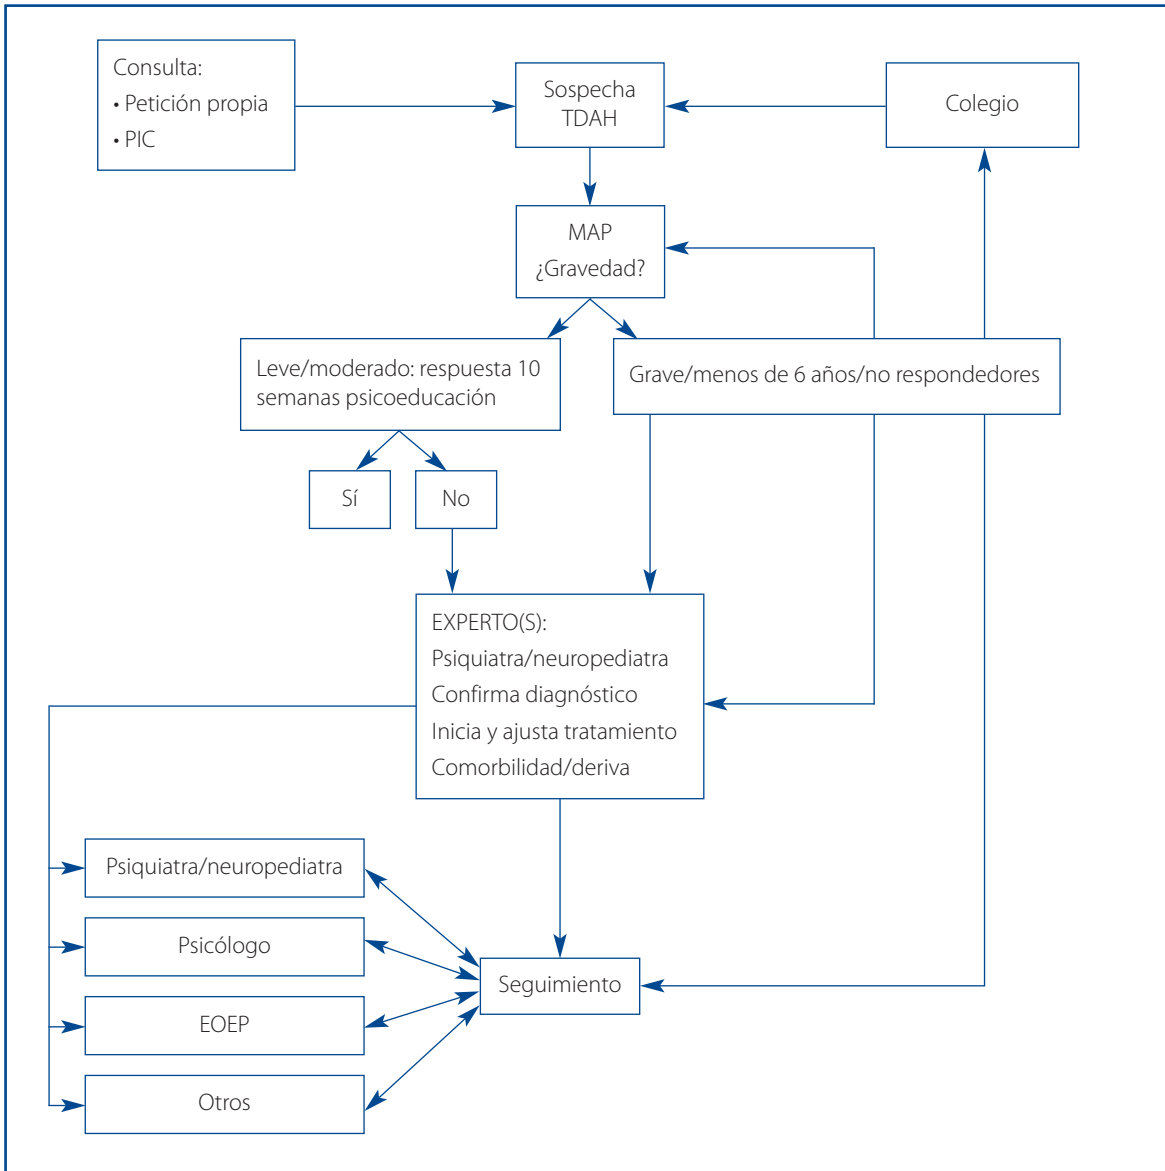 Consulta:
• Petición propia
• PIC
Sospecha
TDAH
Colegio
MAP
¿Gravedad?
Leve/moderado: respuesta 10
semanas psicoeducación
Grave/menos de 6 años/no respondedores
Sí
No
EXPERTO(S):
Psiquiatra/neuropediatra
Confirma diagnóstico
Inicia y ajusta tratamiento
Comorbilidad/deriva
Psiquiatra/neuropediatra
Psicólogo
EOEP
Otros
Seguimiento